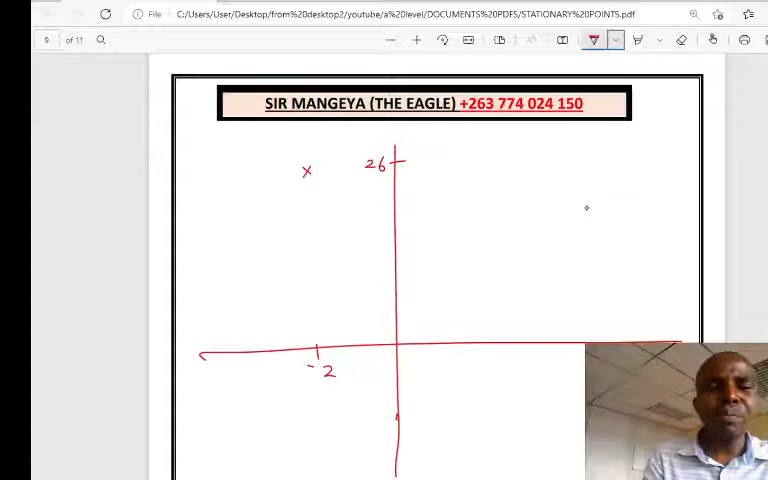 File
C:/Users/User/Desktop/from%20desktop2/youtube/a%20level/DOCUMENTS%20PDFS/STATIONARY%20POINTS.pdf
9 of 11
SIR MANGEYA (THE EAGLE) +263 774 024 150
x 26
-2